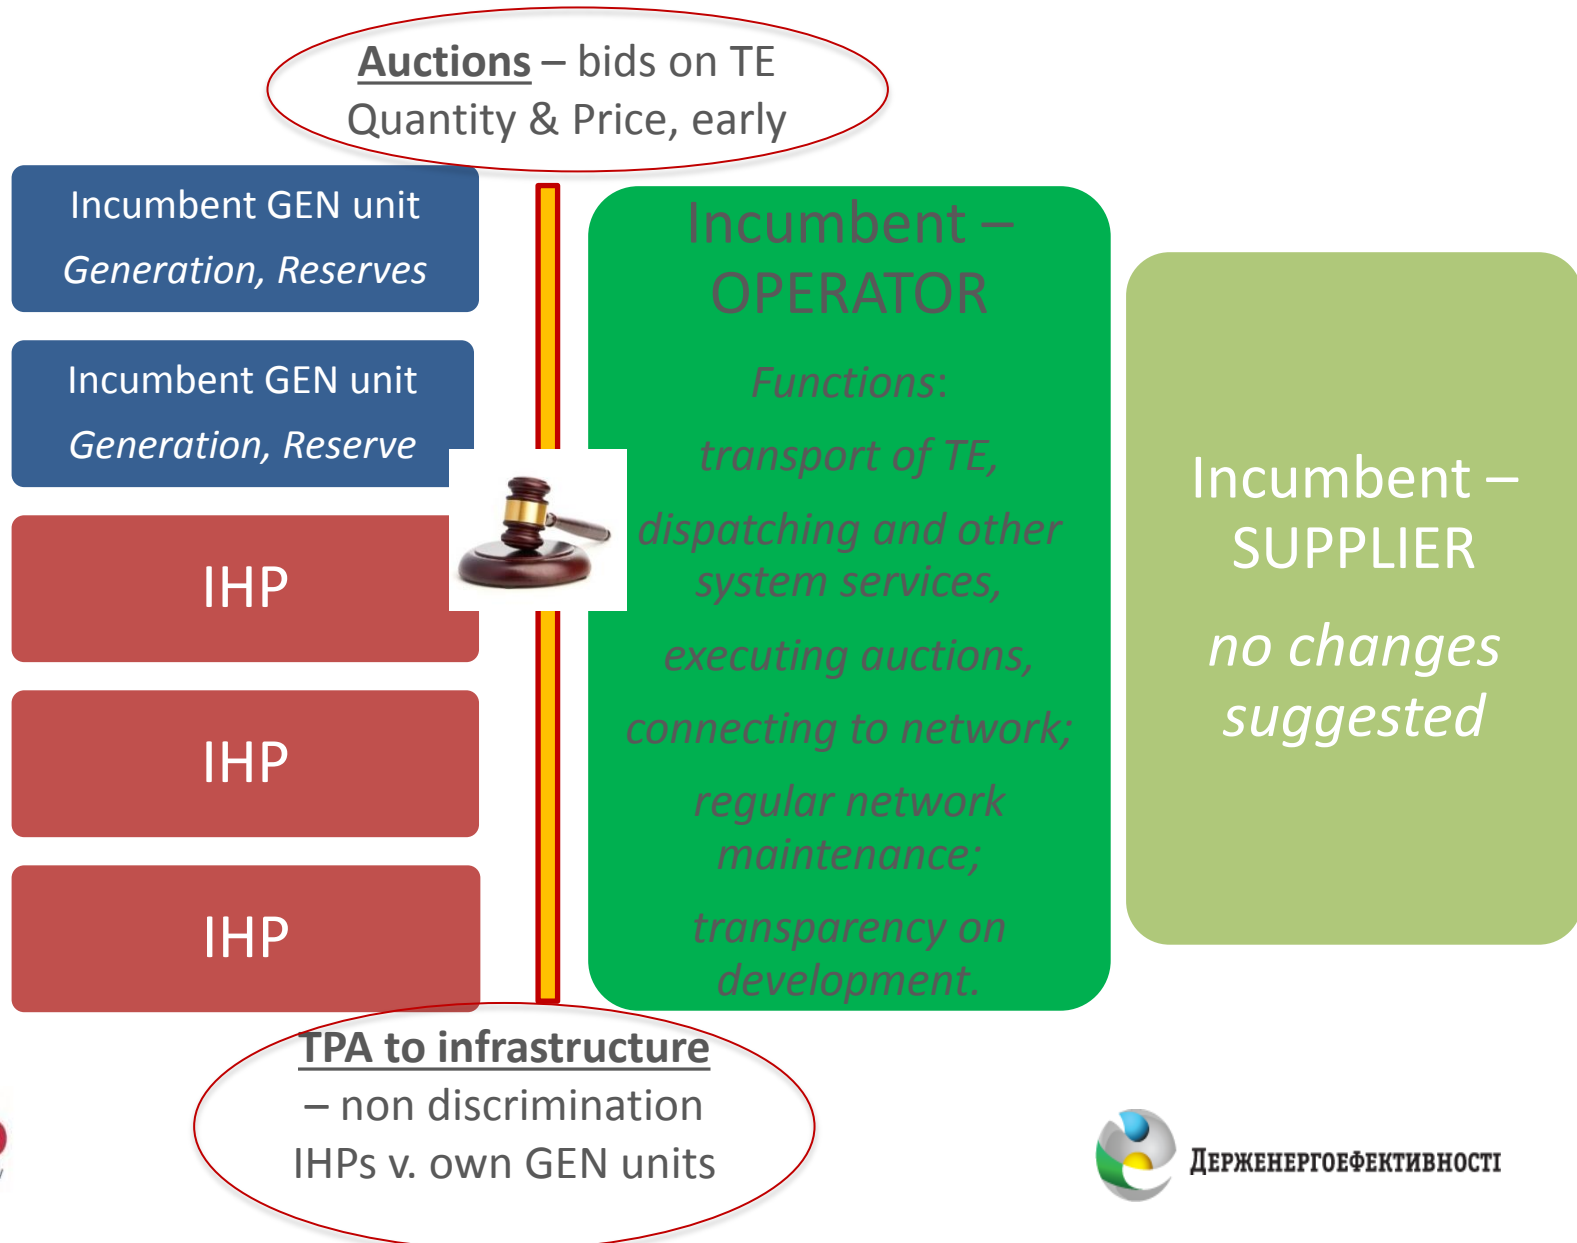 Auctions – bids on TE
Quantity & Price, early
Incumbent GEN unit
Generation, Reserves
Incumbent GEN unit
Generation, Reserve
IHP
IHP
IHP
Incumbent –
OPERATOR
Functions:
transport of TE,
dispatching and other
system services,
executing auctions,
connecting to network;
regular network
maintenance;
transparency on
development.
Incumbent –
SUPPLIER
no changes
suggested
TPA to infrastructure
– non discrimination
IHPs v. own GEN units
ДЕРЖЕНЕРГОЕФЕКТИВНОСТІ